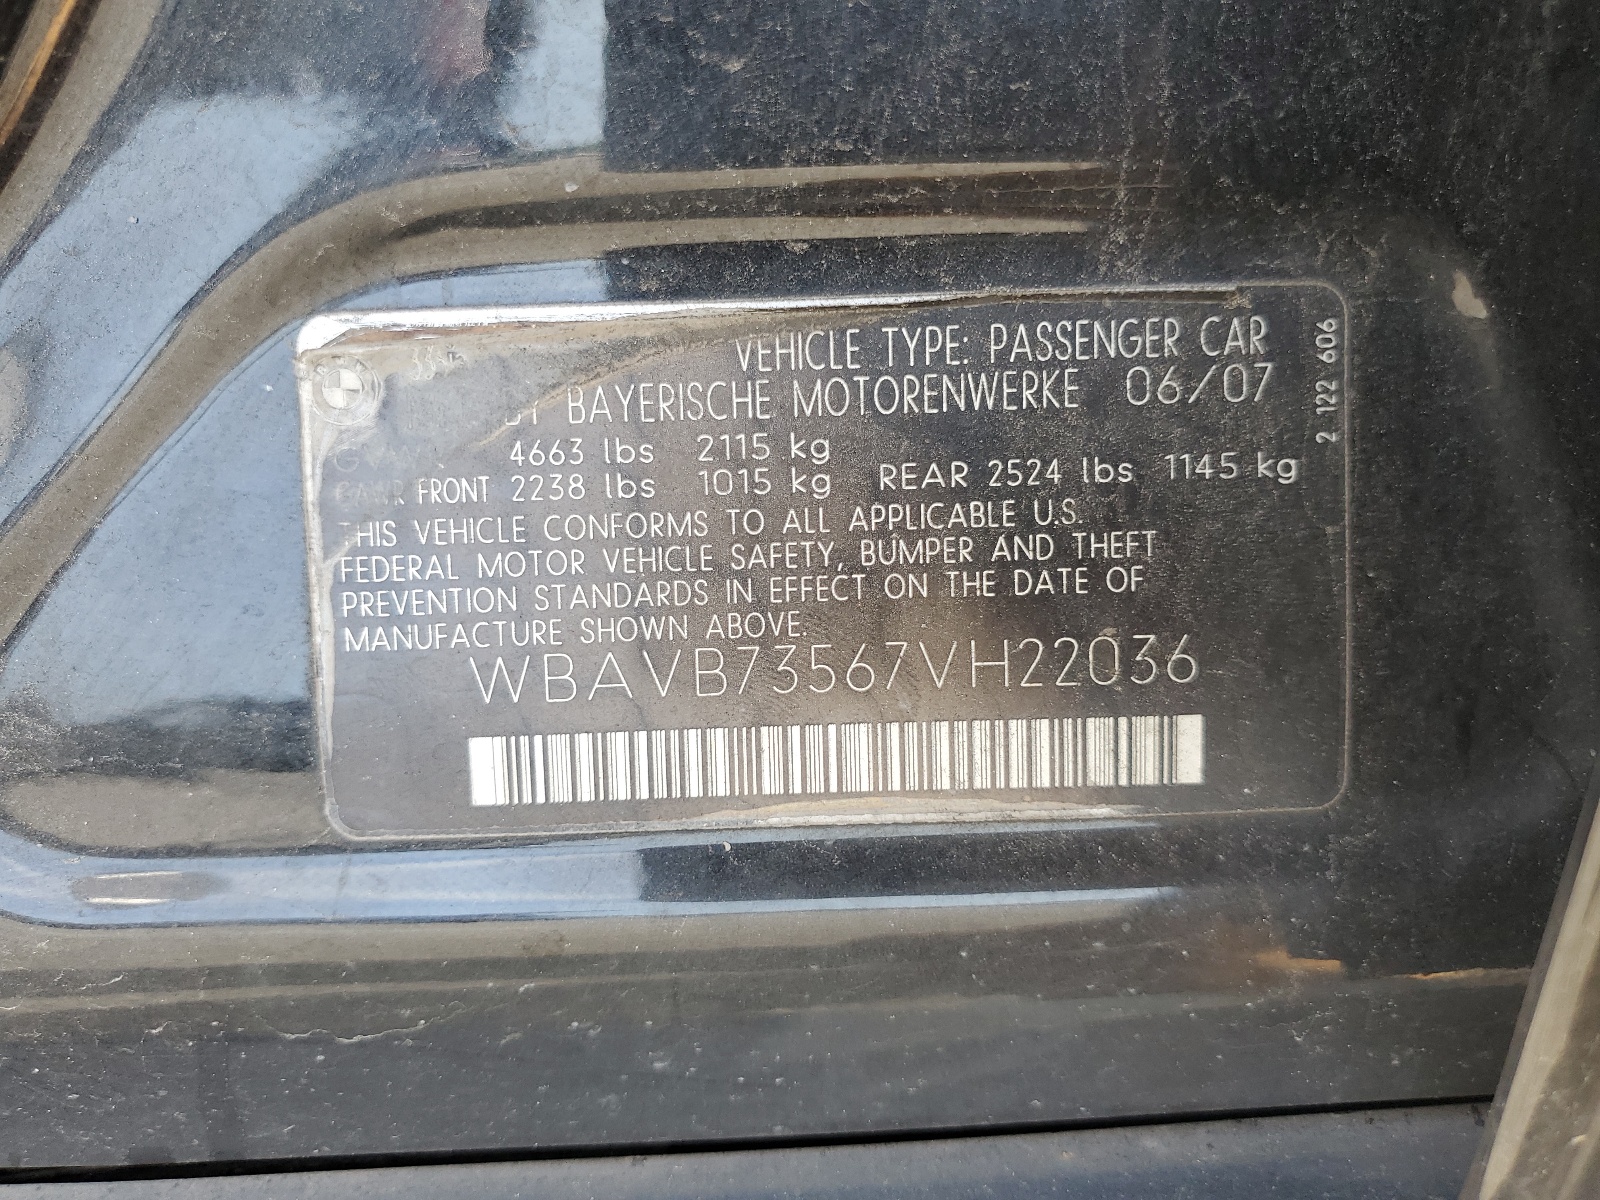 VEHICLE TYPE: PASSENGER CAR
BY BAYERISCHE MOTORENWERKE 06/07
4663 lbs 2115 kg
GAWR FRONT 2238 lbs 1015 kg REAR 2524 lbs 1145 kg
THIS VEHICLE CONFORMS TO ALL APPLICABLE U.S.
FEDERAL MOTOR VEHICLE SAFETY, BUMPER AND THEFT
PREVENTION STANDARDS IN EFFECT ON THE DATE OF
MANUFACTURE SHOWN ABOVE.
WBAVB73567VH22036
2 122 606